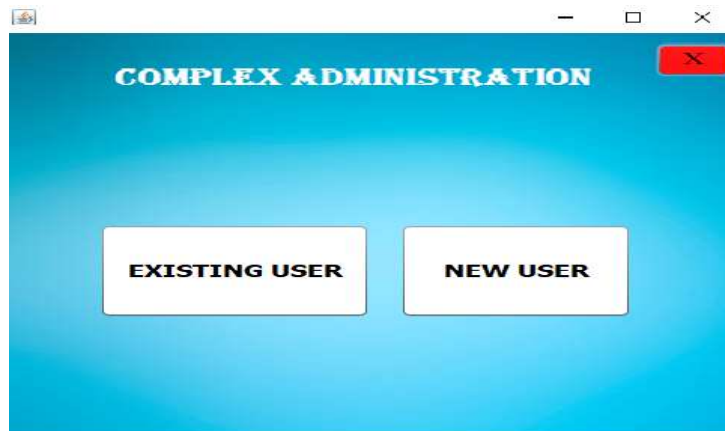 COMPLEX ADMINISTRATION
X
EXISTING USER
NEW USER